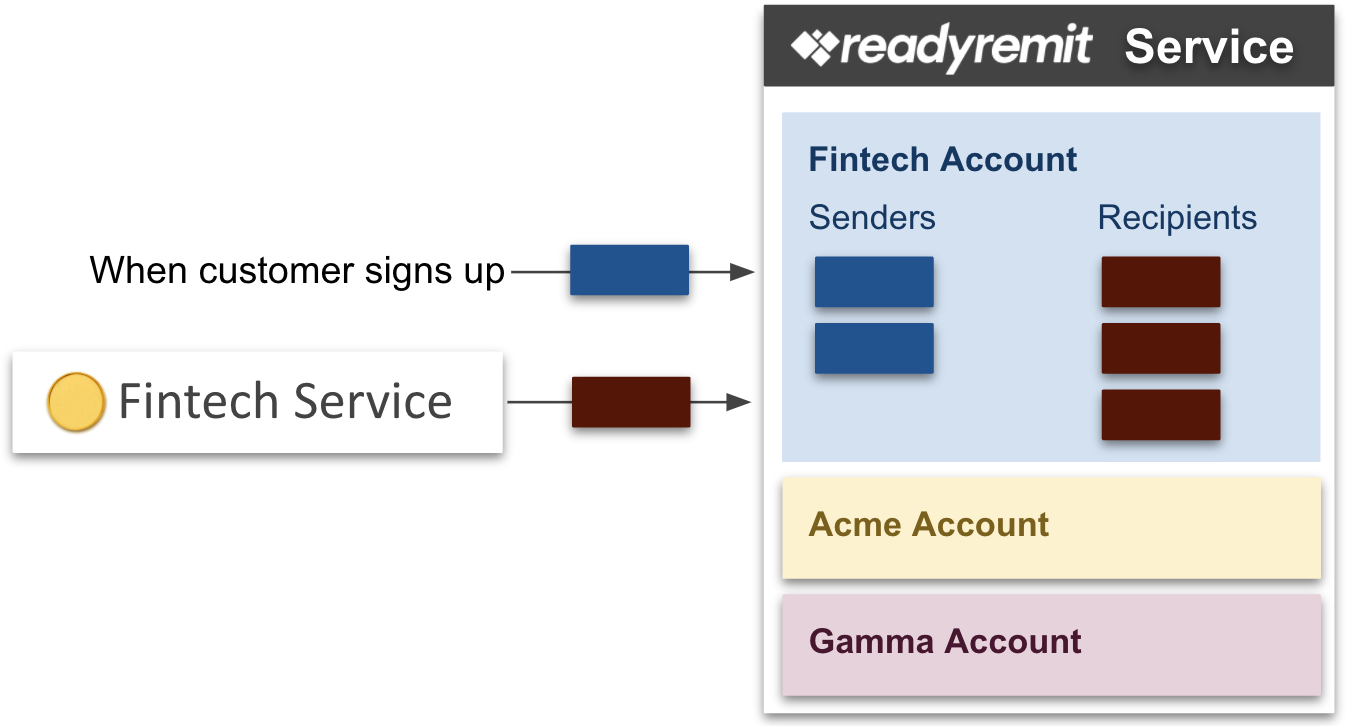 readyremit Service
Fintech Account
Senders Recipients
When customer signs up
Fintech Service
Acme Account
Gamma Account